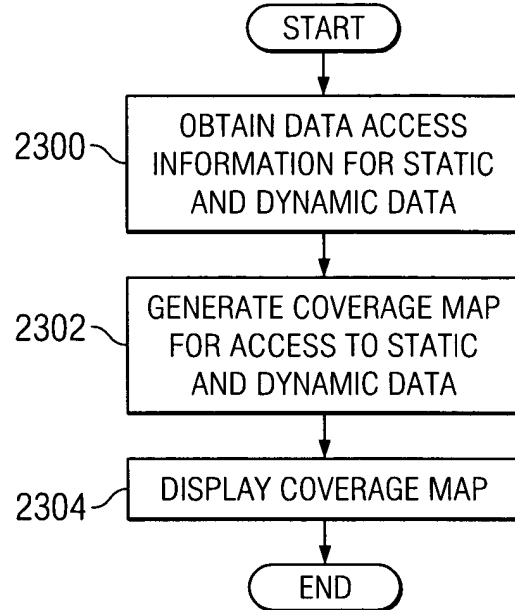 START
2300
OBTAIN DATA ACCESS
INFORMATION FOR STATIC
AND DYNAMIC DATA
2302
GENERATE COVERAGE MAP
FOR ACCESS TO STATIC
AND DYNAMIC DATA
2304
DISPLAY COVERAGE MAP
END